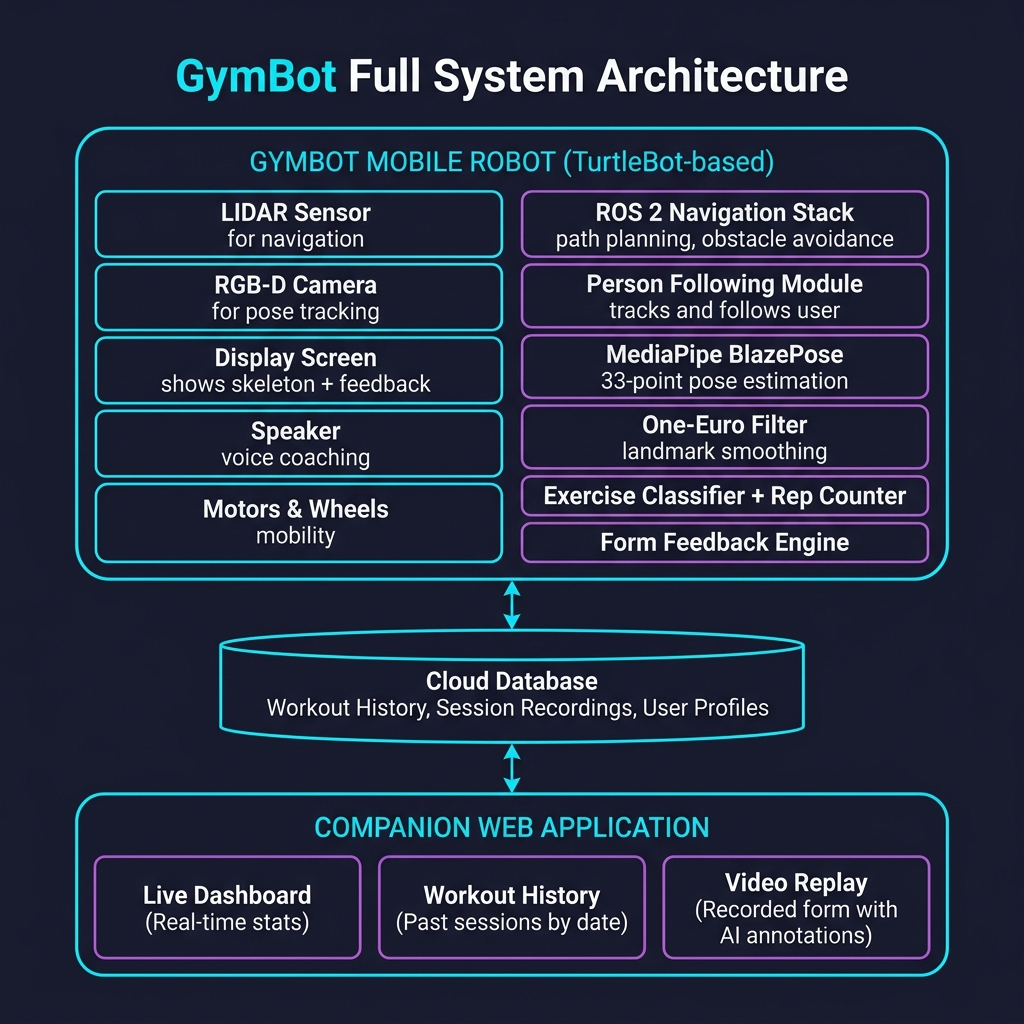 GymBot Full System Architecture
GYMBOT MOBILE ROBOT (TurtleBot-based)
LIDAR Sensor
for navigation
RGB-D Camera
for pose tracking
Display Screen
shows skeleton + feedback
Speaker
voice coaching
Motors & Wheels
mobility
ROS 2 Navigation Stack
path planning, obstacle avoidance
Person Following Module
tracks and follows user
MediaPipe BlazePose
33-point pose estimation
One-Euro Filter
landmark smoothing
Exercise Classifier + Rep Counter
Form Feedback Engine
Cloud Database
Workout History, Session Recordings, User Profiles
COMPANION WEB APPLICATION
Live Dashboard
(Real-time stats)
Workout History
(Past sessions by date)
Video Replay
(Recorded form with
AI annotations)